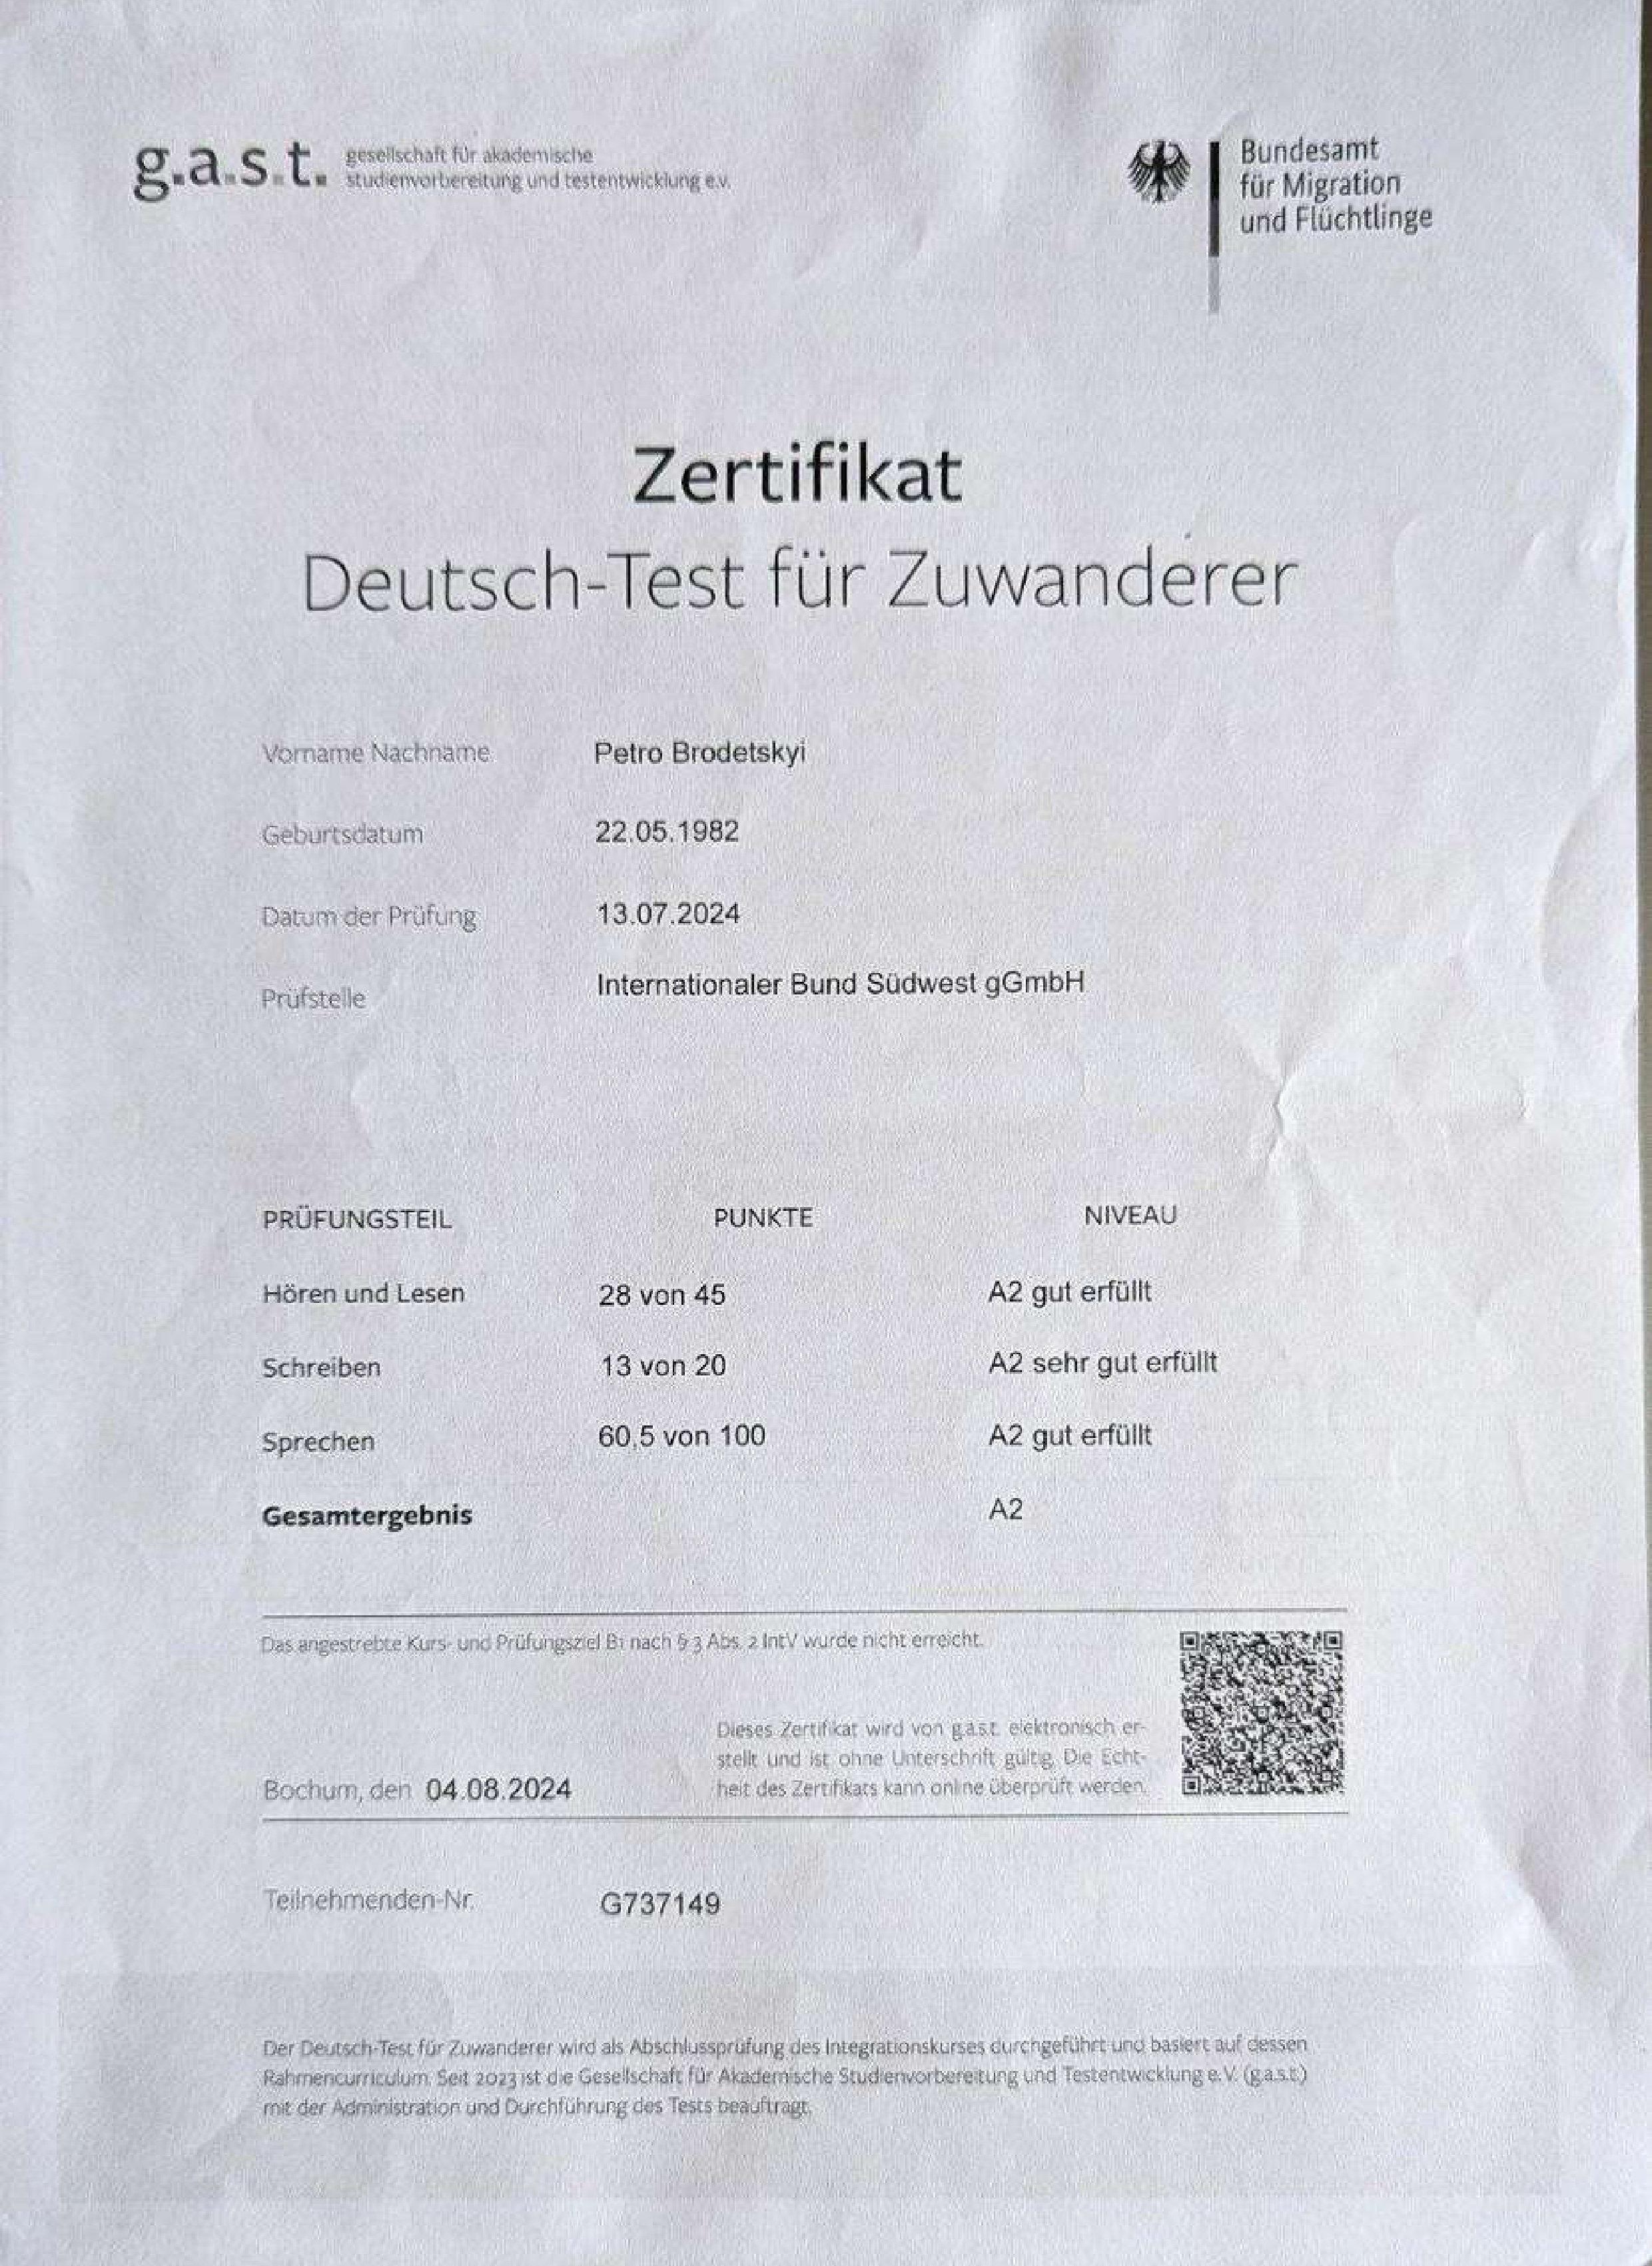 g.a.s.t. gesellschaft für akademische
studienvorbereitung und testentwicklung e.v.
Bundesamt
für Migration
und Flüchtlinge
Zertifikat
Deutsch-Test für Zuwanderer
Vorname Nachname Petro Brodetskyi
Geburtsdatum 22.05.1982
Datum der Prüfung 13.07.2024
Prüfstelle Internationaler Bund Südwest gGmbH
PRÜFUNGSTEIL PUNKTE NIVEAU
Hören und Lesen 28 von 45 A2 gut erfüllt
Schreiben 13 von 20 A2 sehr gut erfüllt
Sprechen 60,5 von 100 A2 gut erfüllt
Gesamtergebnis A2
Das angestrebte Kurs- und Prüfungsziel B1 nach § 3 Abs. 2 IntV wurde nicht erreicht.
Dieses Zertifikat wird von g.a.s.t. elektronisch er-
stellt und ist ohne Unterschrift gültig. Die Echt-
heit des Zertifikats kann online überprüft werden.
Bochum, den 04.08.2024
Teilnehmenden-Nr. G737149
Der Deutsch-Test für Zuwanderer wird als Abschlussprüfung des Integrationskurses durchgeführt und basiert auf dessen
Rahmencurriculum. Seit 2023 ist die Gesellschaft für Akademische Studienvorbereitung und Testentwicklung e.V. (g.a.s.t.)
mit der Administration und Durchführung des Tests beauftragt.